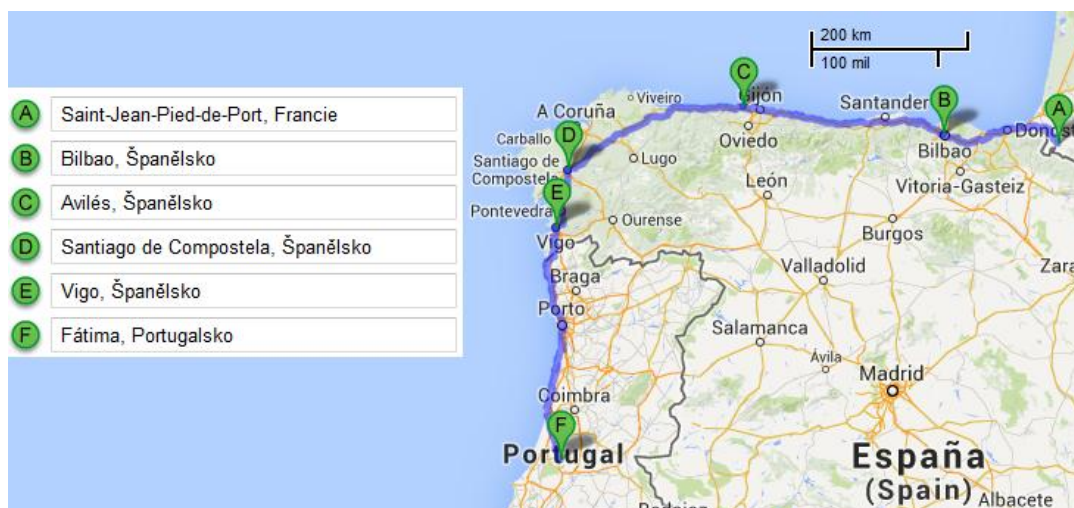 200 km
100 mil
A
Saint-Jean-Pied-de-Port, Francie
B
Bilbao, Španělsko
C
Avilés, Španělsko
D
Santiago de Compostela, Španělsko
E
Vigo, Španělsko
F
Fátima, Portugalsko
C
B
A
Viveiro
Gijón
Santander
A Coruña
Donost
D
Carballo
Oviedo
Bilbao
Santiago de
Compostela
Lugo
Vitoria-Gasteiz
E
León
Pontevedra
Ourense
Burgos
Vigo
Braga
Valladolid
Zara
Porto
Salamanca
Ávila
Madrid
Coimbra
F
Portugal
España
(Spain)
Albacete